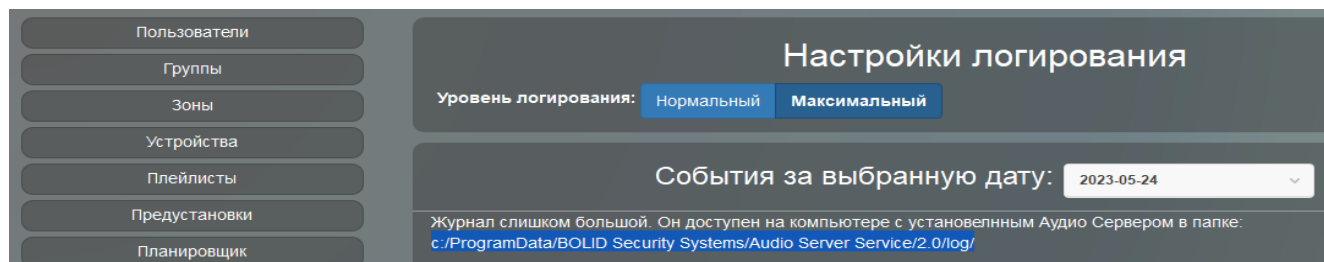 Пользователи
Группы
Зоны
Устройства
Плейлисты
Предустановки
Планировщик
Настройки логирования
Уровень логирования: Нормальный Максимальный
События за выбранную дату: 2023-05-24
Журнал слишком большой. Он доступен на компьютере с установелнным Аудио Сервером в папке:
c:/ProgramData/BOLID Security Systems/Audio Server Service/2.0/log/